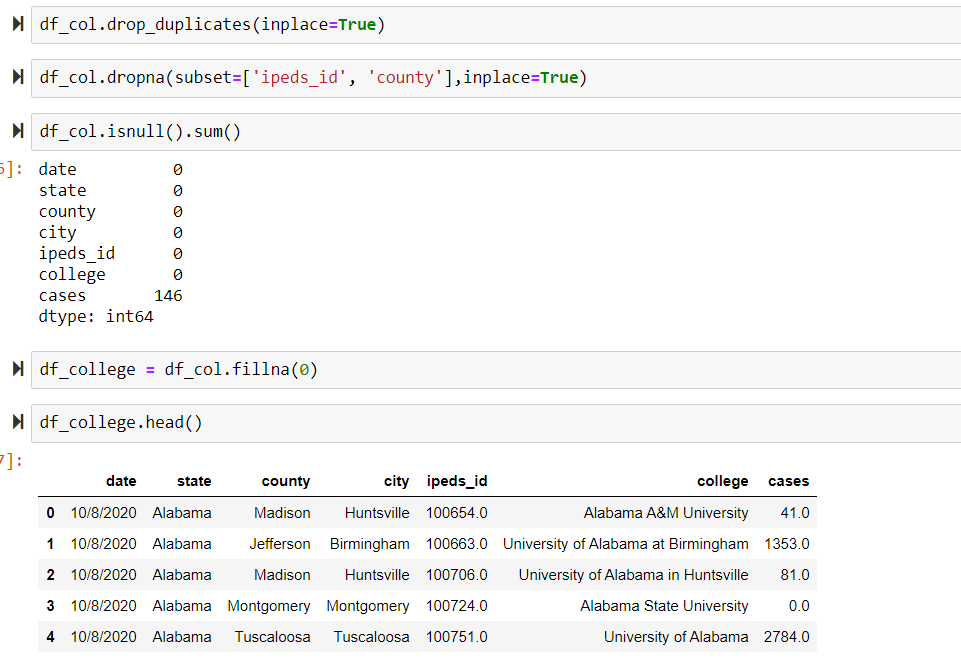 df_col.drop_duplicates(inplace=True)
df_col.dropna(subset=['ipeds_id', 'county'],inplace=True)
df_col.isnull().sum()
5]: date 0
state 0
county 0
city 0
ipeds_id 0
college 0
cases 146
dtype: int64
df_college = df_col.fillna(0)
df_college.head()
7]:
date state county city ipeds_id college cases
0 10/8/2020 Alabama Madison Huntsville 100654.0 Alabama A&M University 41.0
1 10/8/2020 Alabama Jefferson Birmingham 100663.0 University of Alabama at Birmingham 1353.0
2 10/8/2020 Alabama Madison Huntsville 100706.0 University of Alabama in Huntsville 81.0
3 10/8/2020 Alabama Montgomery Montgomery 100724.0 Alabama State University 0.0
4 10/8/2020 Alabama Tuscaloosa Tuscaloosa 100751.0 University of Alabama 2784.0